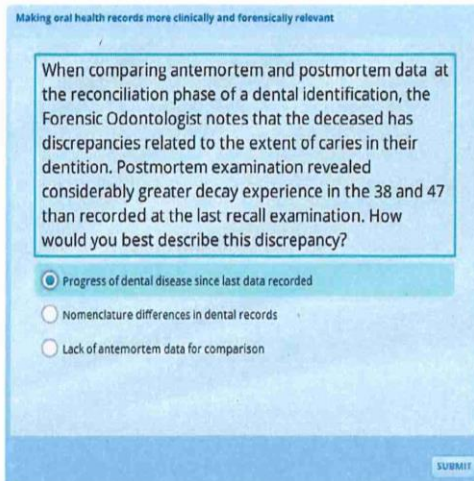 Making oral health records more clinically and forensically relevant
When comparing antemortem and postmortem data at
the reconciliation phase of a dental identification, the
Forensic Odontologist notes that the deceased has
discrepancies related to the extent of caries in their
dentition. Postmortem examination revealed
considerably greater decay experience in the 38 and 47
than recorded at the last recall examination. How
would you best describe this discrepancy?
Progress of dental disease since last data recorded
Nomenclature differences in dental records
Lack of antemortem data for comparison
SUBMIT